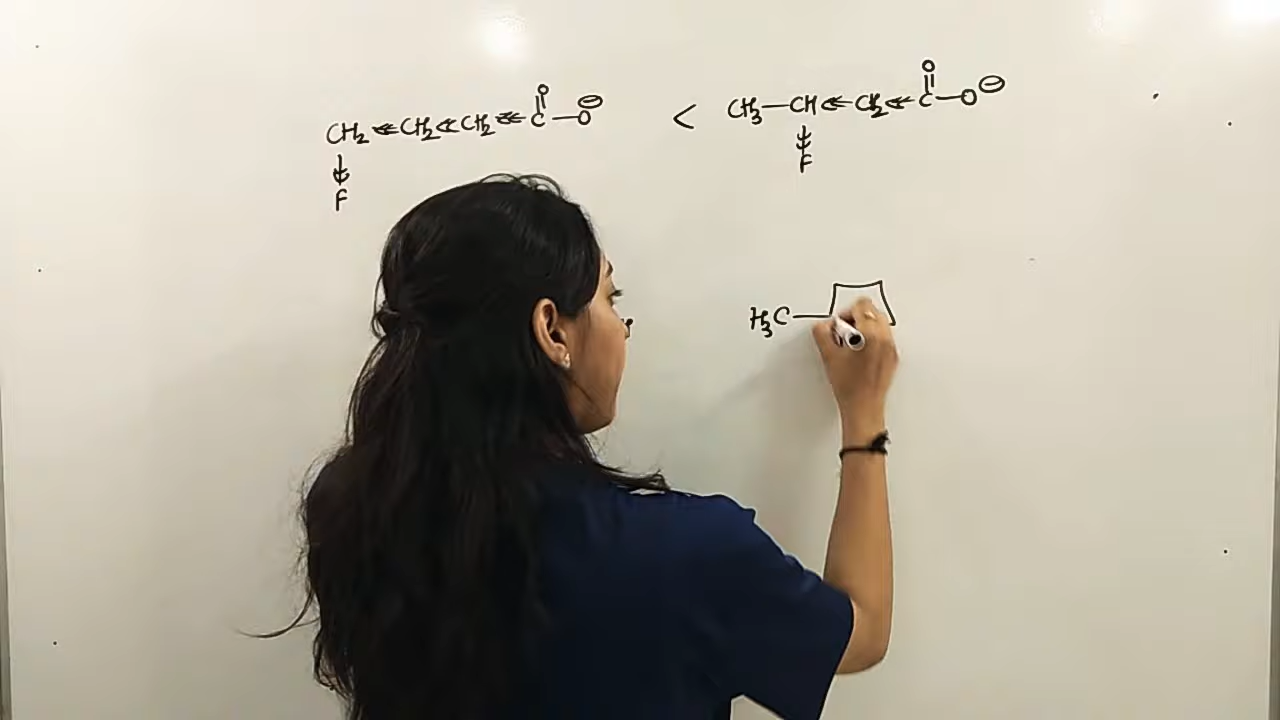 O O
CH2 CH2 CH2 C—O⊖ < CH3—CH CH2 C—O⊖
F F
H3C